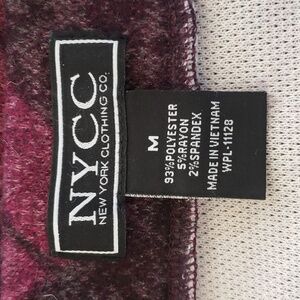 NYCC
NEW YORK CLOTHING CO.
M
93%POLYESTER
5%RAYON
2%SPANDEX
MADE IN VIETNAM
WPL-11128